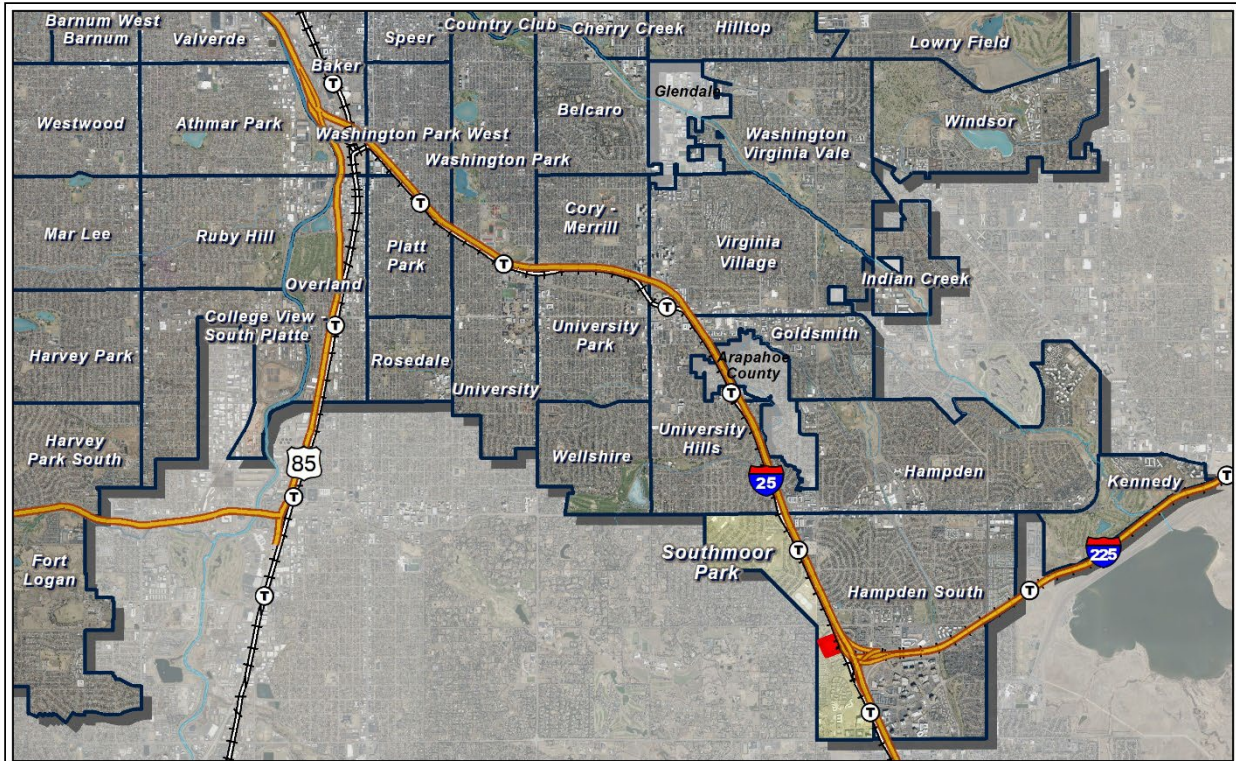 Barnum West
Barnum
Valverde
Speer
Country Club
Cherry Creek
Hilltop
Lowry Field
Baker
T
Glendale
Belcaro
Westwood
Athmar Park
Washington Park West
Washington Park
Washington
Virginia Vale
Windsor
T
Mar Lee
Ruby Hill
Platt
Park
Cory -
Merrill
Virginia
Village
T
Overland
Indian Creek
T
College View -
South Platte
T
Goldsmith
University
Park
Harvey Park
Rosedale
Arapahoe
County
University
T
Harvey
Park South
Wellshire
University
Hills
Hampden
Kennedy
85
25
T
T
Fort
Logan
Southmoor
Park
T
225
Hampden South
T
T
T